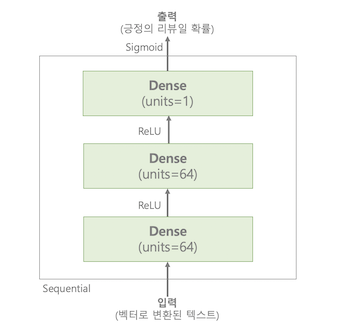 출력
(긍정의 리뷰일 확률)
Sigmoid
Dense
(units=1)
ReLU
Dense
(units=64)
ReLU
Dense
(units=64)
Sequential
입력
(벡터로 변환된 텍스트)